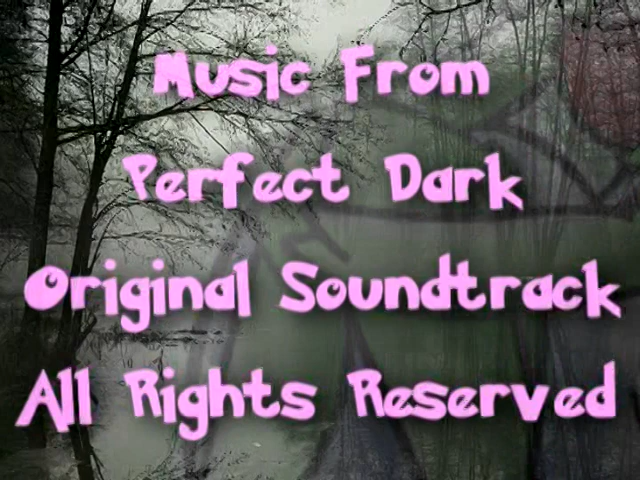 Music From
Perfect Dark
Original Soundtrack
All Rights Reserved